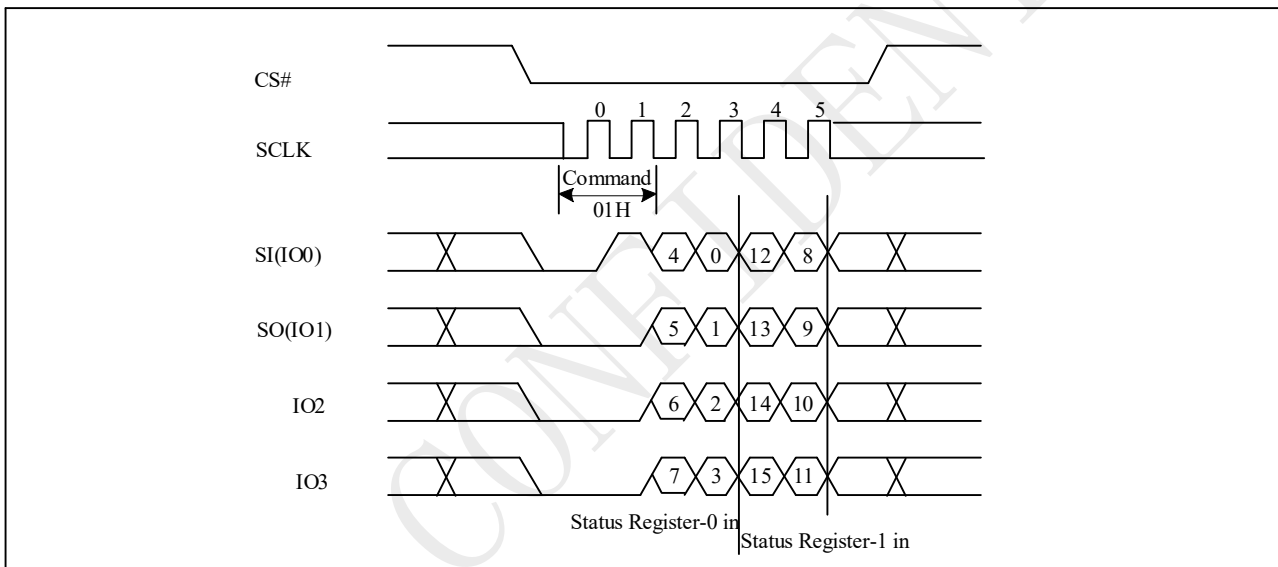 CS#
0 1 2 3 4 5
SCLK
Command
01H
SI(IO0)
4 0 12 8
SO(IO1)
5 1 13 9
IO2
6 2 14 10
IO3
7 3 15 11
Status Register-0 in
Status Register-1 in
CONFIDEN